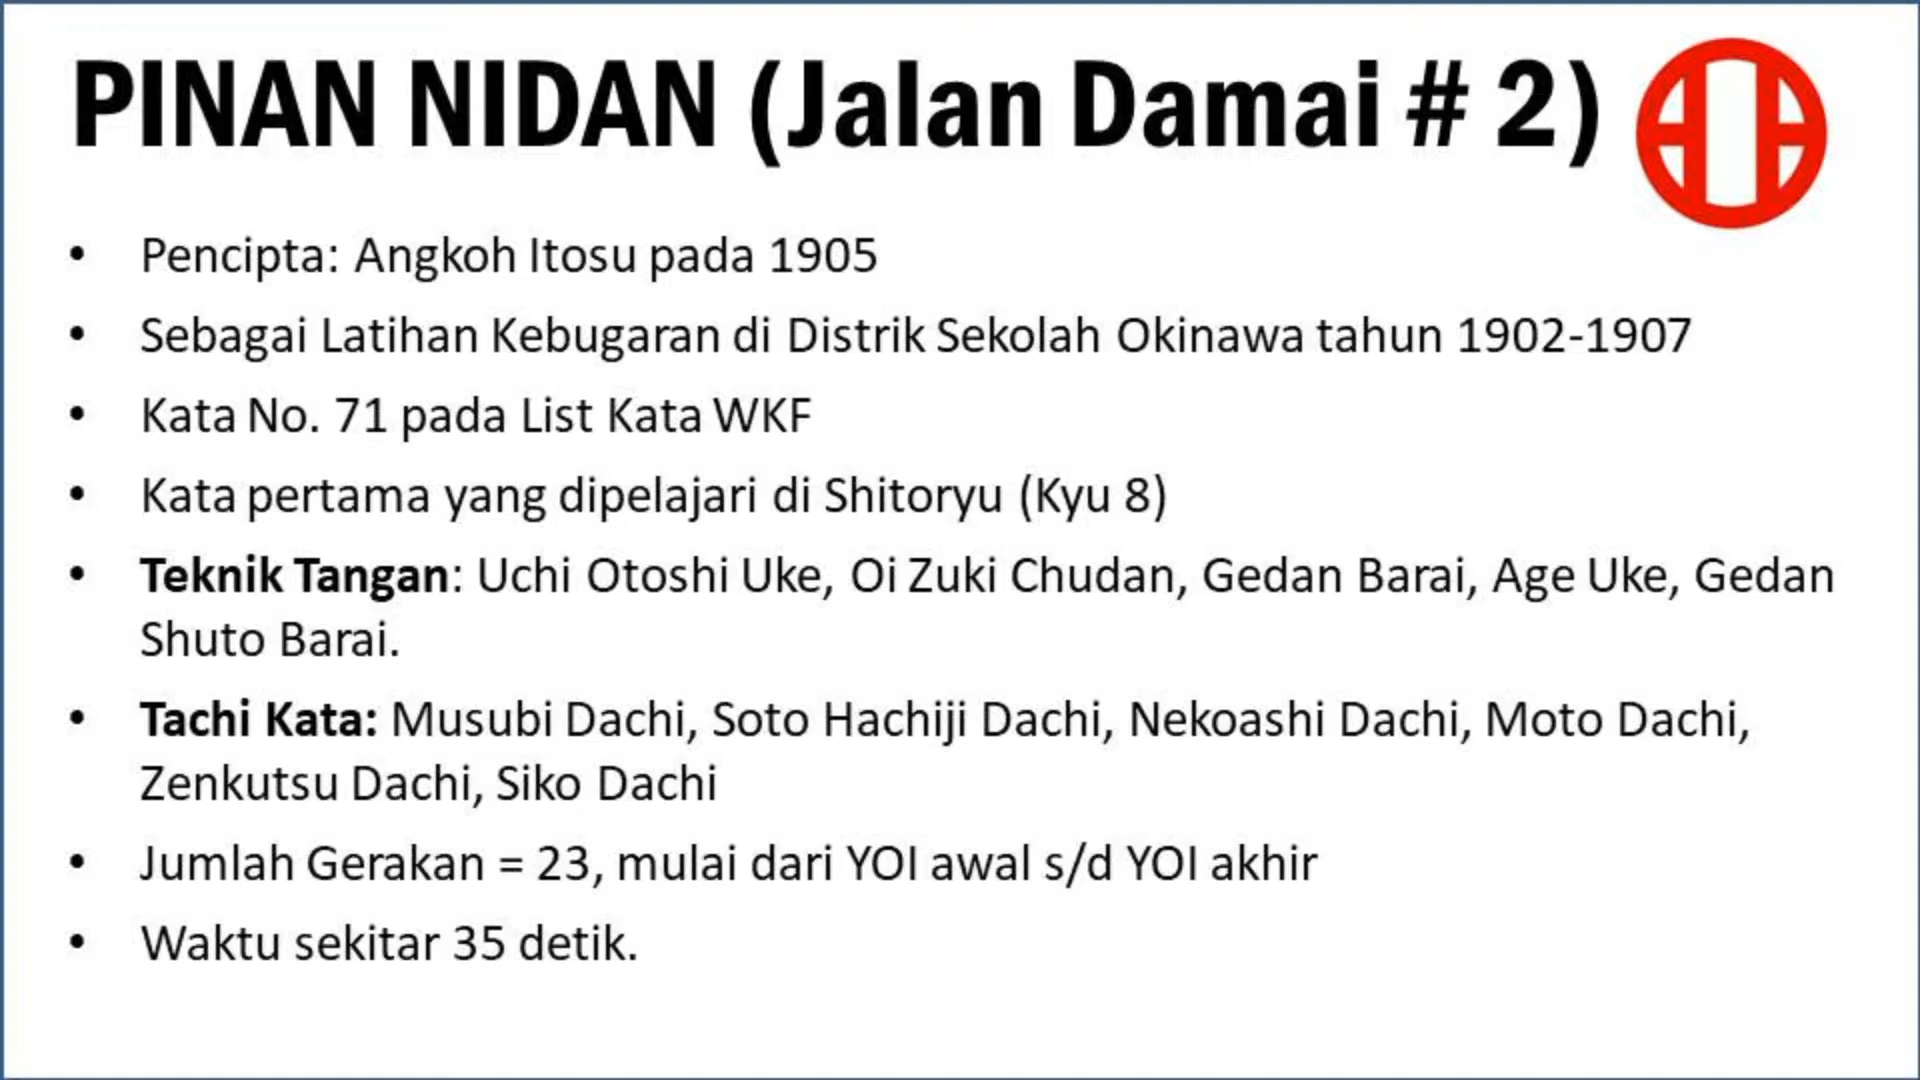 PINAN NIDAN (Jalan Damai # 2)
• Pencipta: Angkoh Itosu pada 1905
• Sebagai Latihan Kebugaran di Distrik Sekolah Okinawa tahun 1902-1907
• Kata No. 71 pada List Kata WKF
• Kata pertama yang dipelajari di Shitoryu (Kyu 8)
• Teknik Tangan: Uchi Otoshi Uke, Oi Zuki Chudan, Gedan Barai, Age Uke, Gedan
Shuto Barai.
• Tachi Kata: Musubi Dachi, Soto Hachiji Dachi, Nekoashi Dachi, Moto Dachi,
Zenkutsu Dachi, Siko Dachi
• Jumlah Gerakan = 23, mulai dari YOI awal s/d YOI akhir
• Waktu sekitar 35 detik.